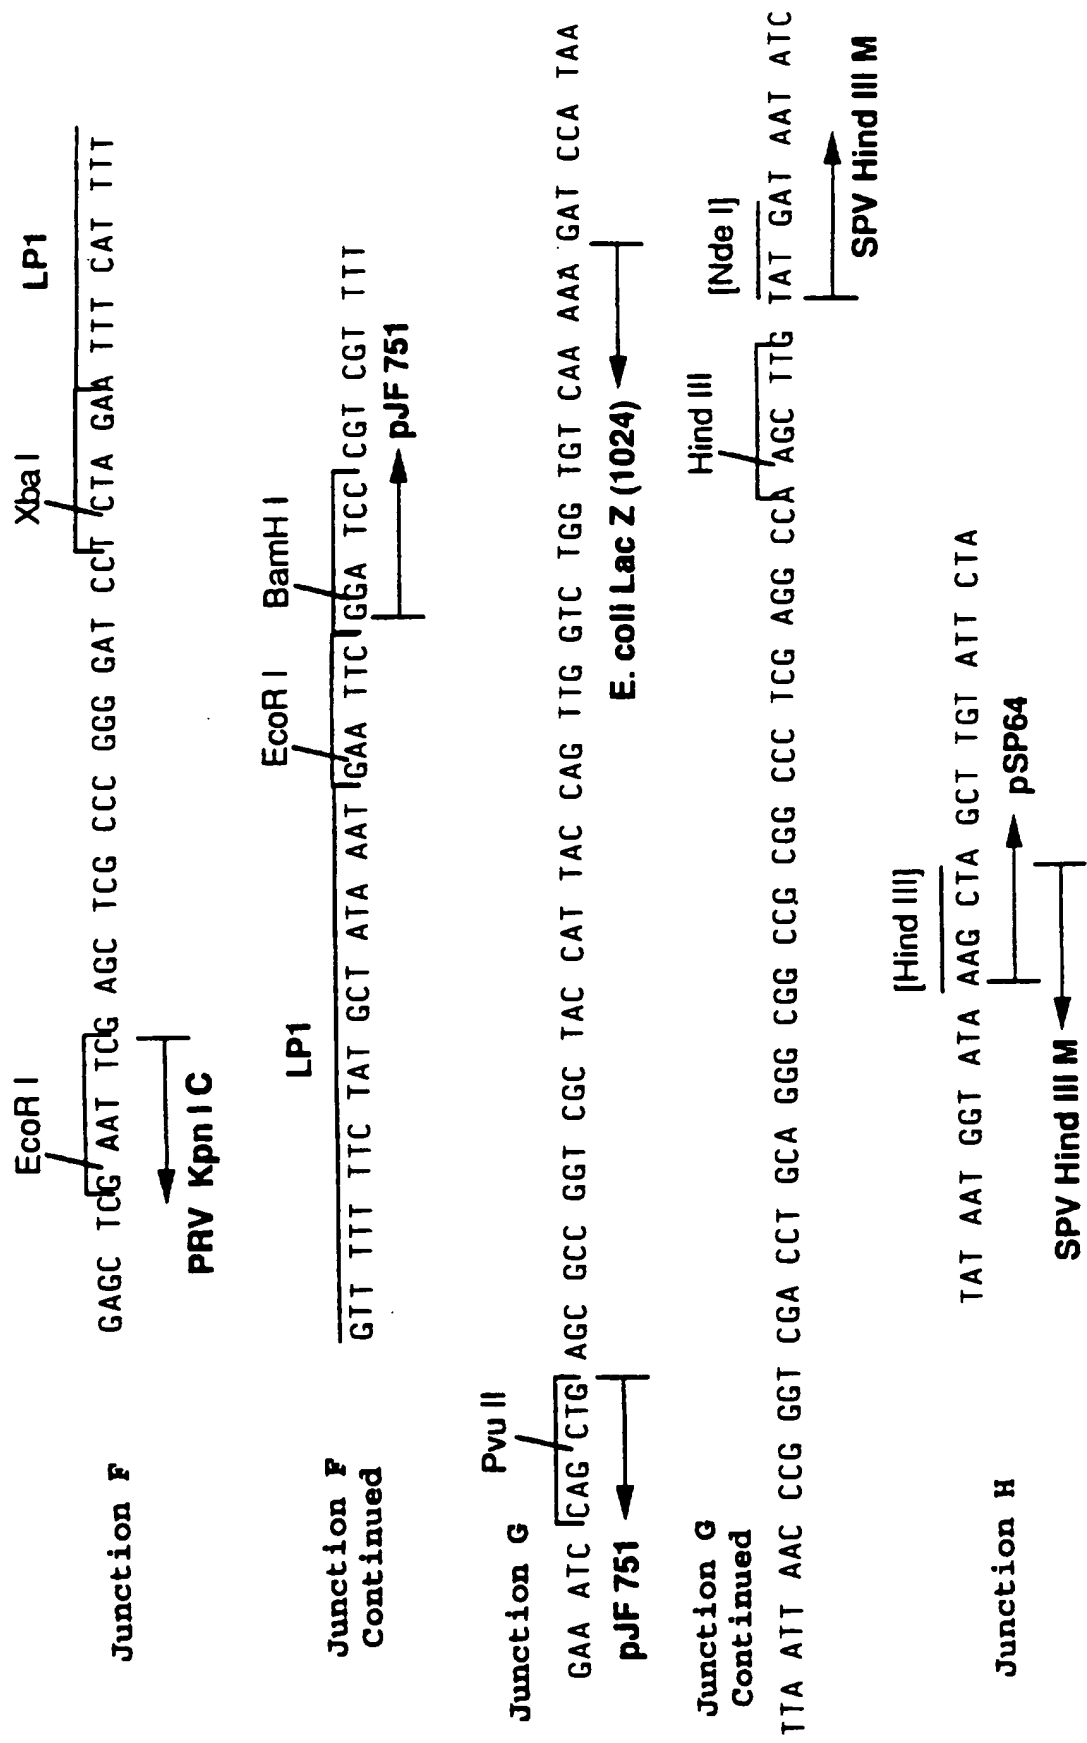 EcoR I
Xba I
LP1
Junction F
GAGC TCG AAT TCG AGC TCG CCC GGG GAT CCT CTA GAA TTT CAT TTT
PRV Kpn I C
LP1
EcoR I
BamH I
Junction F
Continued
GTT TTT TTC TAT GCT ATA AAT GAA TTC GGA TCC CGT CGT TTT
pJF 751
Pvu II
Junction G
GAA ATC CAG CTG AGC GCC GGT CGC TAC CAT TAC CAG TTG GTC TGG TGT CAA AAA GAT CCA TAA
pJF 751
E. coli Lac Z (1024)
Hind III
[Nde I]
Junction G
Continued
TTA ATT AAC CCG GGT CGA CCT GCA GGG CGG CCG CGG CCC TCG AGG CCA AGC TTG TAT GAT AAT ATC
SPV Hind III M
[Hind III]
Junction H
TAT AAT GGT ATA AAG CTA GCT TGT ATT CTA
pSP64
SPV Hind III M